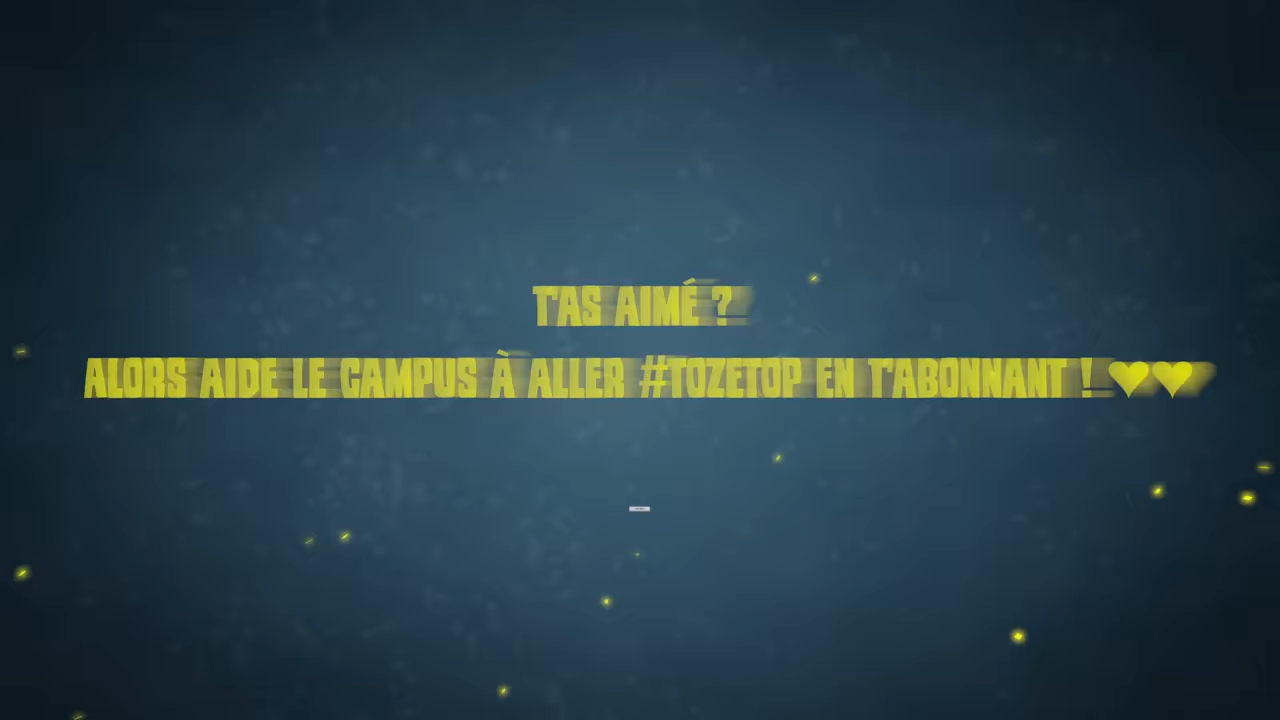 T'AS AIMÉ ?
ALORS AIDE LE CAMPUS À ALLER #TOZETOP EN T'ABONNANT ! ♥♥